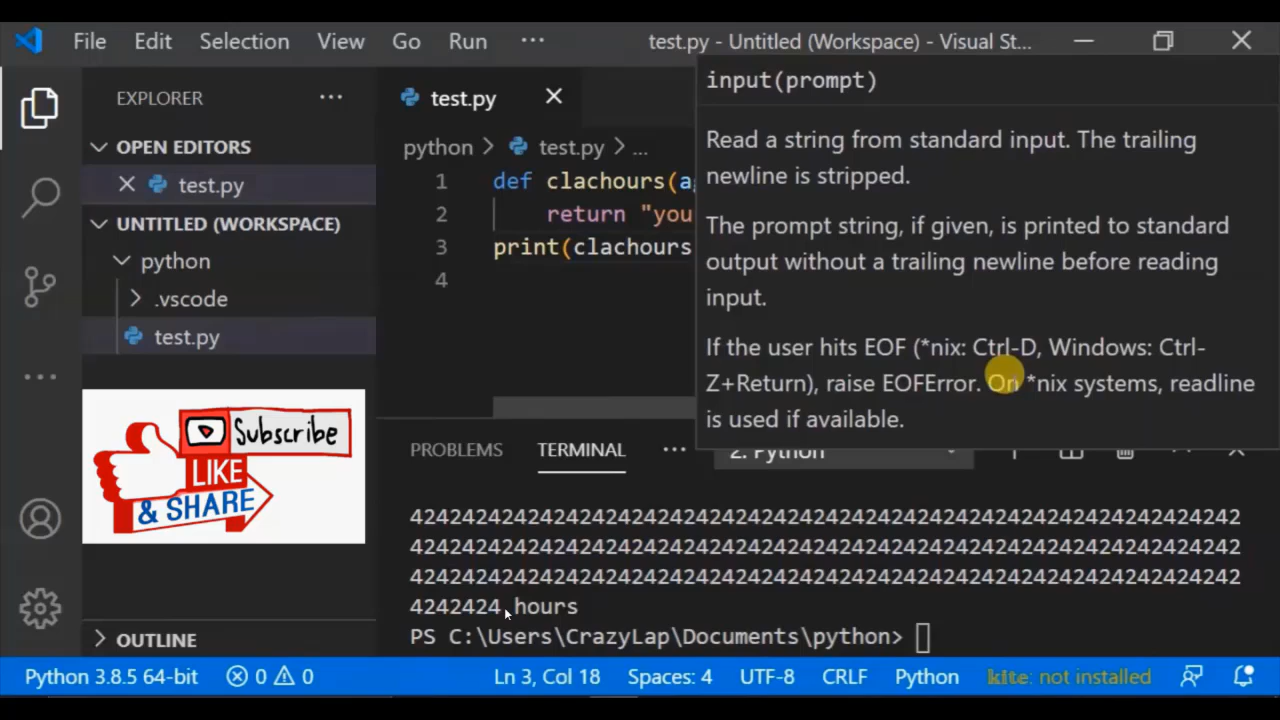 File Edit Selection View Go Run ··· test.py - Untitled (Workspace) - Visual St...
EXPLORER ···
test.py
input(prompt)
OPEN EDITORS
test.py
UNTITLED (WORKSPACE)
python
.vscode
test.py
python > test.py > ...
1 def clachours(a
2 return "you
3 print(clachours
4
Read a string from standard input. The trailing
newline is stripped.
The prompt string, if given, is printed to standard
output without a trailing newline before reading
input.
If the user hits EOF (*nix: Ctrl-D, Windows: Ctrl-
Z+Return), raise EOFError. On *nix systems, readline
is used if available.
Subscribe
LIKE
& SHARE
OUTLINE
PROBLEMS TERMINAL ··· 2: Python
4242424242424242424242424242424242424242424242424242424242424242
4242424242424242424242424242424242424242424242424242424242424242
4242424242424242424242424242424242424242424242424242424242424242
4242424 hours
PS C:\Users\CrazyLap\Documents\python>
Python 3.8.5 64-bit 0 0 Ln 3, Col 18 Spaces: 4 UTF-8 CRLF Python kite: not installed